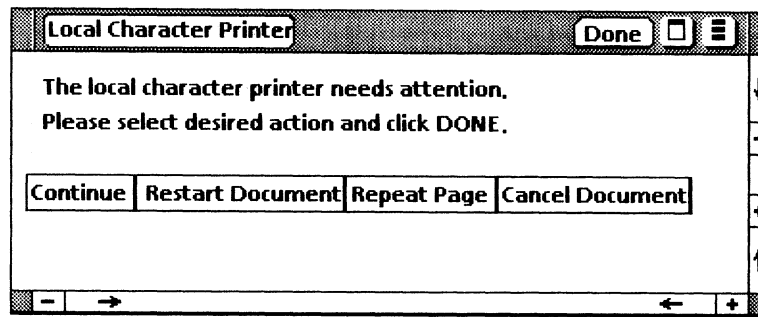 Local Character Printer Done
The local character printer needs attention.
Please select desired action and click DONE.
Continue Restart Document Repeat Page Cancel Document
− → ← +